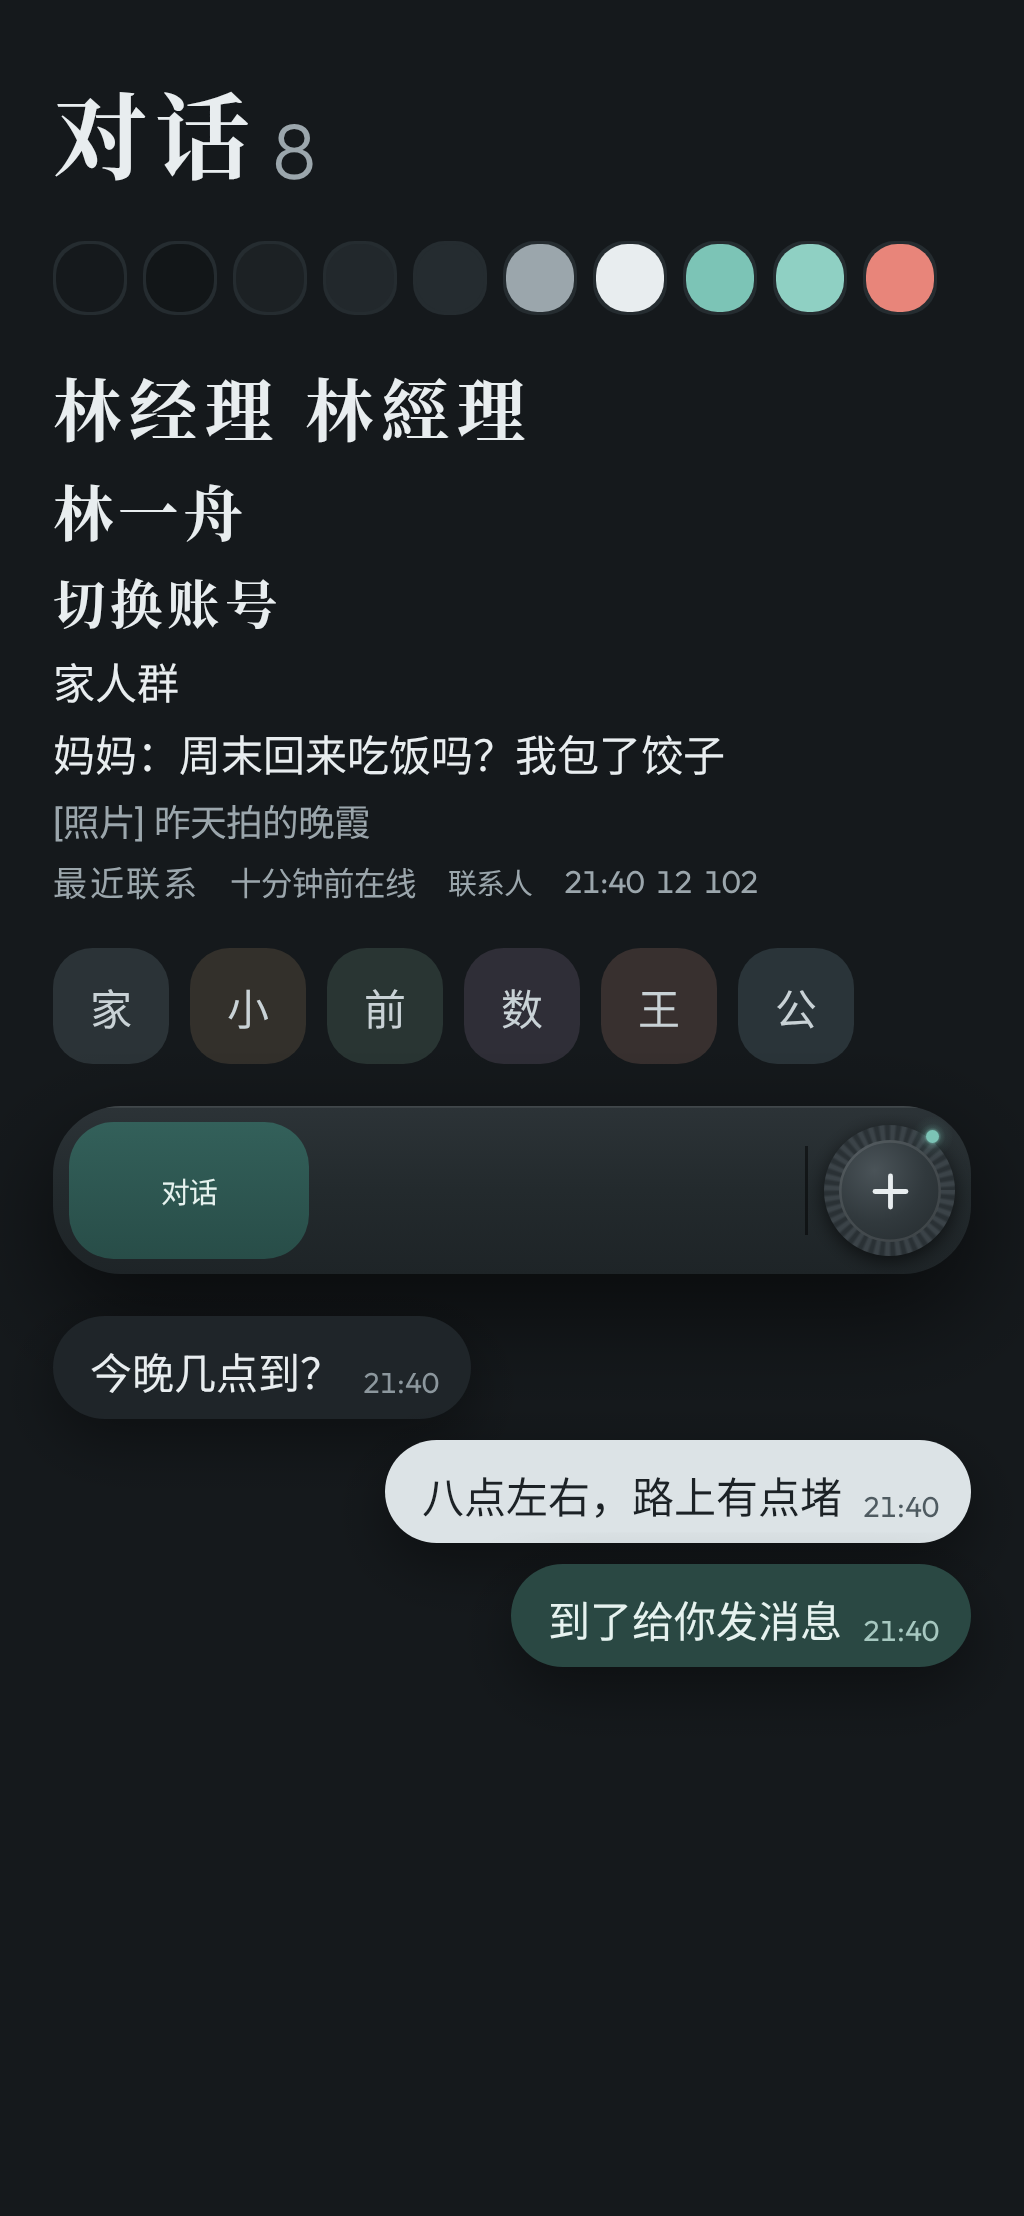 对话 8
林经理 林經理
林一舟
切换账号
家人群
妈妈：周末回来吃饭吗？我包了饺子
[照片] 昨天拍的晚霞
最近联系 十分钟前在线 联系人 21:40 12 102
家 小 前 数 王 公
对话
今晚几点到？ 21:40
八点左右，路上有点堵 21:40
到了给你发消息 21:40